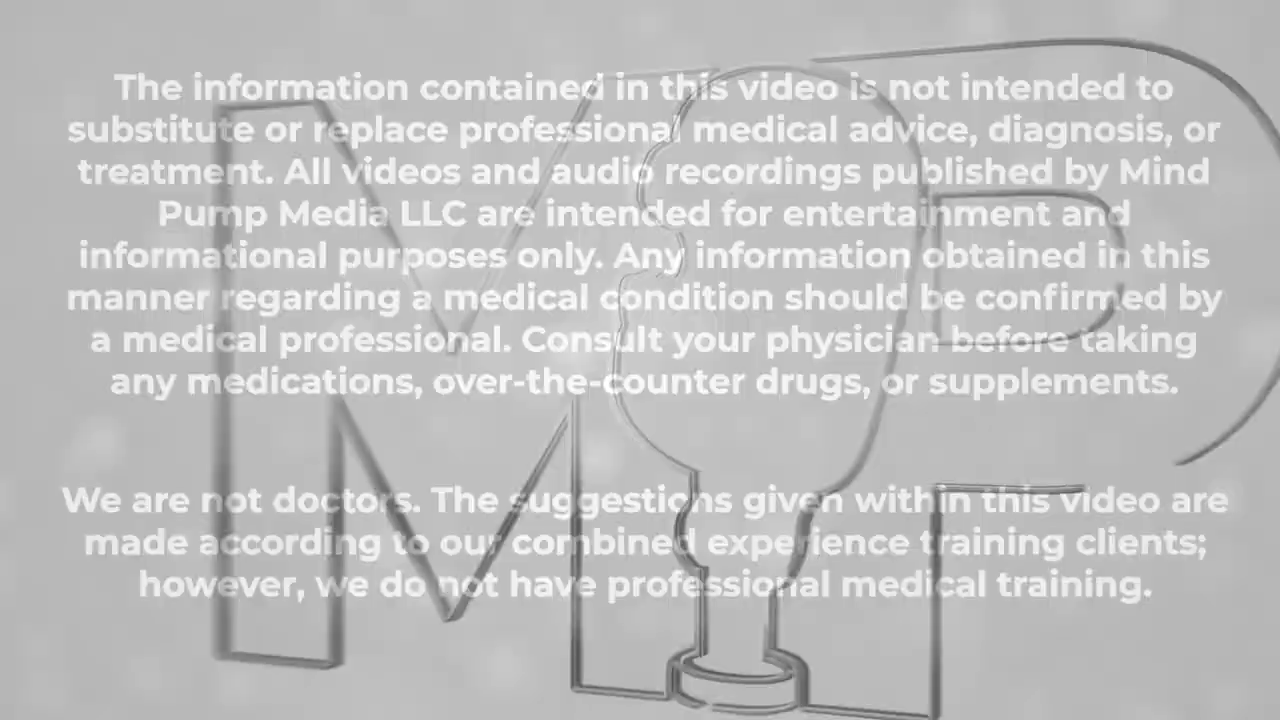 The information contained in this video is not intended to
substitute or replace professional medical advice, diagnosis, or
treatment. All videos and audio recordings published by Mind
Pump Media LLC are intended for entertainment and
informational purposes only. Any information obtained in this
manner regarding a medical condition should be confirmed by
a medical professional. Consult your physician before taking
any medications, over-the-counter drugs, or supplements.
We are not doctors. The suggestions given within this video are
made according to our combined experience training clients;
however, we do not have professional medical training.
MP